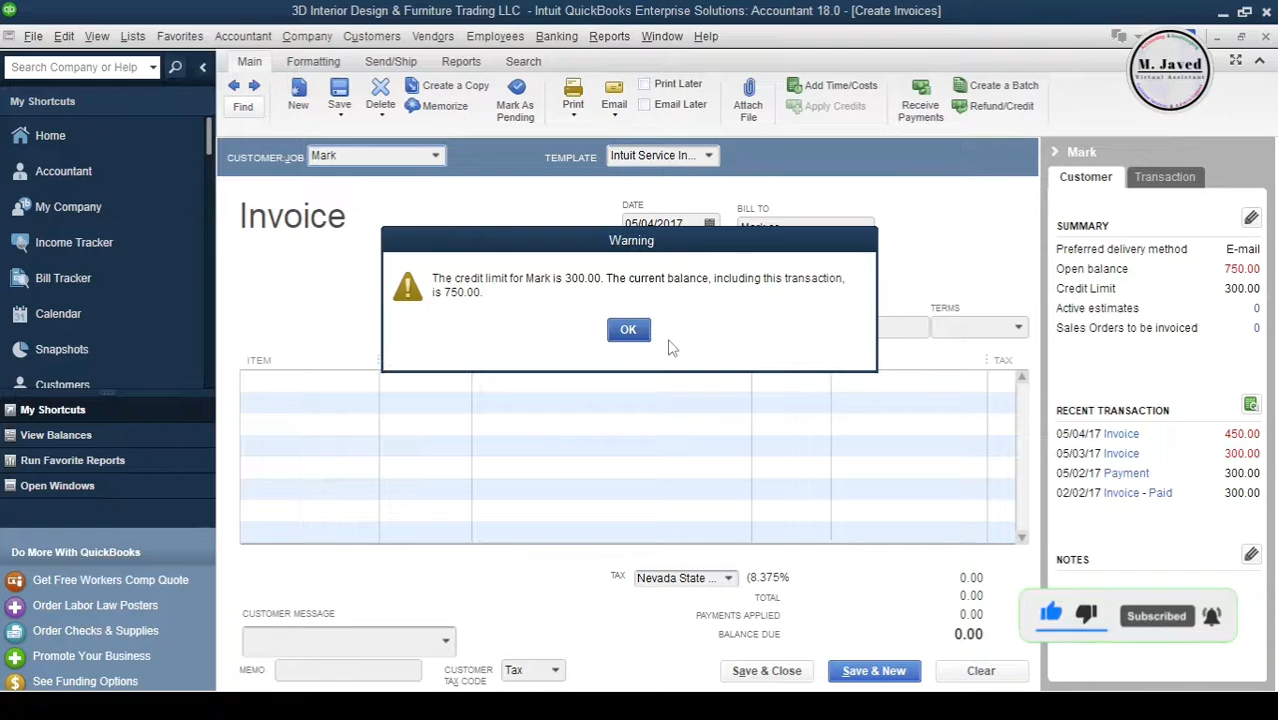 3D Interior Design & Furniture Trading LLC - Intuit QuickBooks Enterprise Solutions: Accountant 18.0 - [Create Invoices]
File Edit View Lists Favorites Accountant Company Customers Vendors Employees Banking Reports Window Help
Search Company or Help
My Shortcuts
Home
Accountant
My Company
Income Tracker
Bill Tracker
Calendar
Snapshots
Customers
My Shortcuts
View Balances
Run Favorite Reports
Open Windows
Do More With QuickBooks
Get Free Workers Comp Quote
Order Labor Law Posters
Order Checks & Supplies
Promote Your Business
See Funding Options
Main Formatting Send/Ship Reports Search
Find
New
Save
Delete
Create a Copy
Memorize
Mark As
Pending
Print
Email
Print Later
Email Later
Attach
File
Add Time/Costs
Apply Credits
Receive
Payments
Create a Batch
Refund/Credit
M. Javed
Virtual Assistant
CUSTOMER:JOB Mark TEMPLATE Intuit Service In...
Invoice
DATE
05/04/2017
BILL TO
TERMS
Warning
The credit limit for Mark is 300.00. The current balance, including this transaction,
is 750.00.
OK
ITEM TAX
TAX Nevada State ... (8.375% 0.00
TOTAL 0.00
PAYMENTS APPLIED 0.00
BALANCE DUE 0.00
CUSTOMER MESSAGE
MEMO
CUSTOMER
TAX CODE
Tax
Save & Close Save & New Clear
Mark
Customer Transaction
SUMMARY
Preferred delivery method E-mail
Open balance 750.00
Credit Limit 300.00
Active estimates 0
Sales Orders to be invoiced 0
RECENT TRANSACTION
05/04/17 Invoice 450.00
05/03/17 Invoice 300.00
05/02/17 Payment 300.00
02/02/17 Invoice - Paid 300.00
NOTES
Subscribed